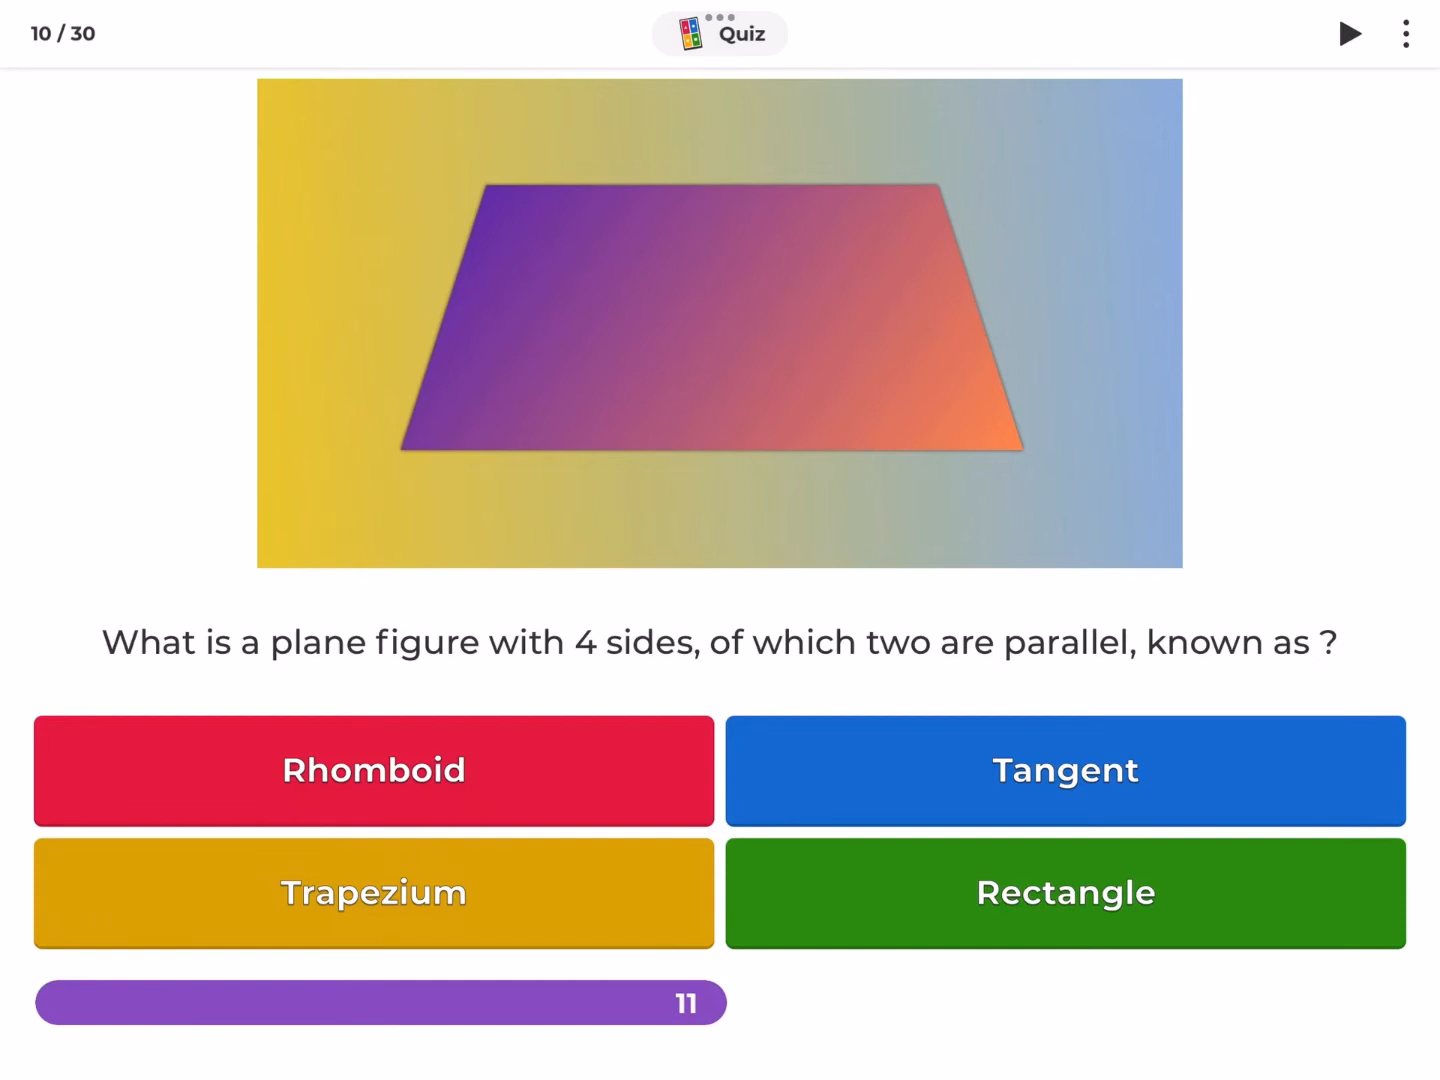 10 / 30
Quiz
What is a plane figure with 4 sides, of which two are parallel, known as ?
Rhomboid
Tangent
Trapezium
Rectangle
11